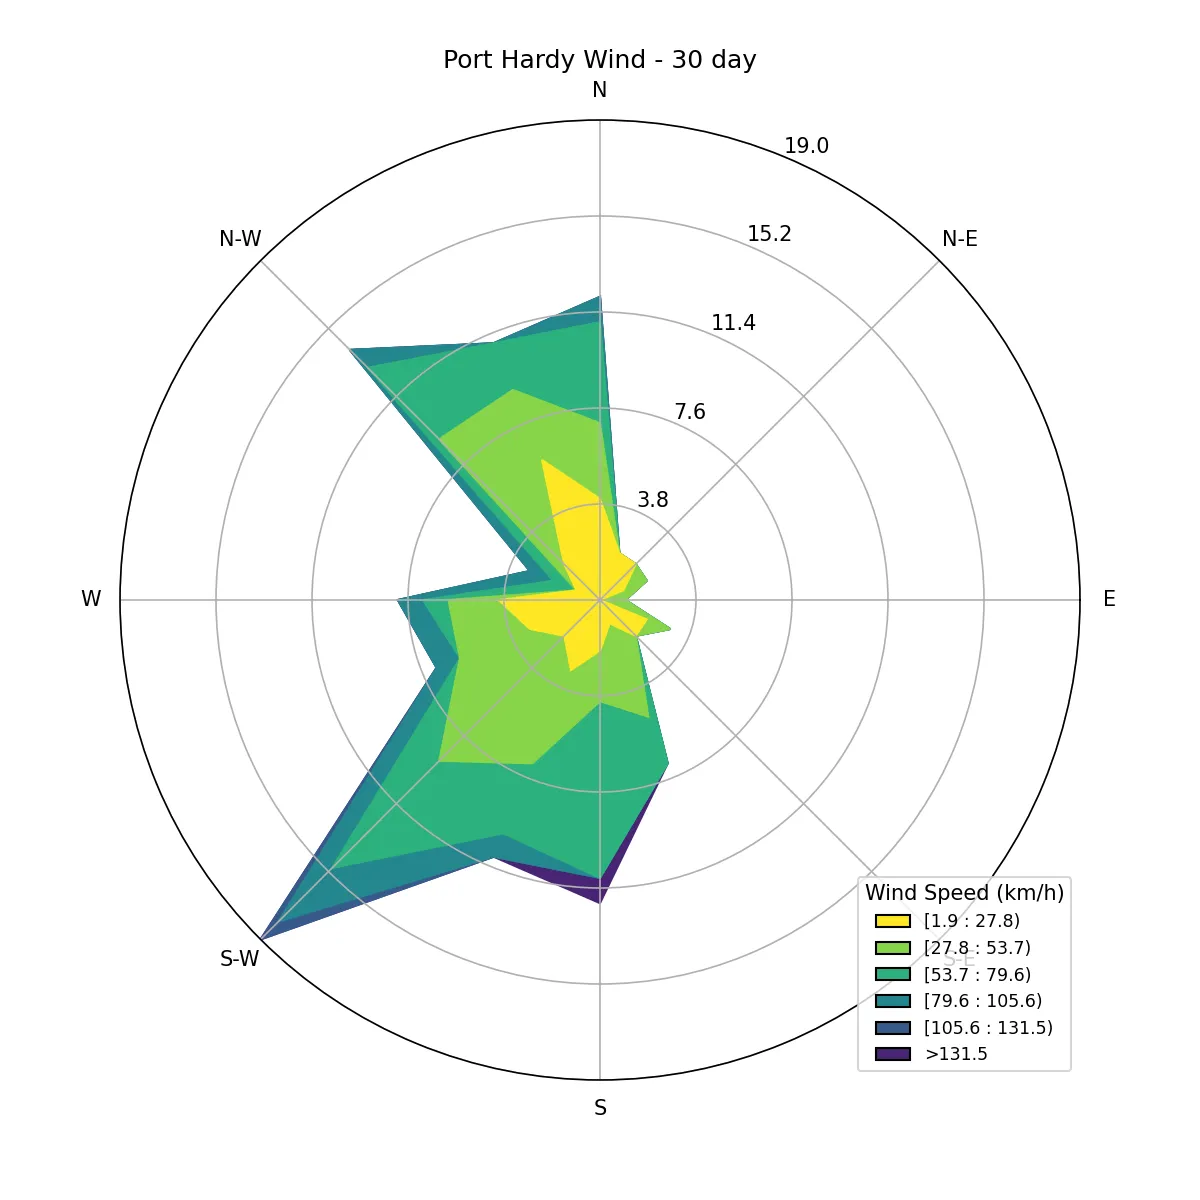 Port Hardy Wind - 30 day
N
19.0
15.2
N-W
N-E
11.4
7.6
3.8
W
E
Wind Speed (km/h)
[1.9 : 27.8)
[27.8 : 53.7)
S-W
S-E
[53.7 : 79.6)
[79.6 : 105.6)
[105.6 : 131.5)
>131.5
S